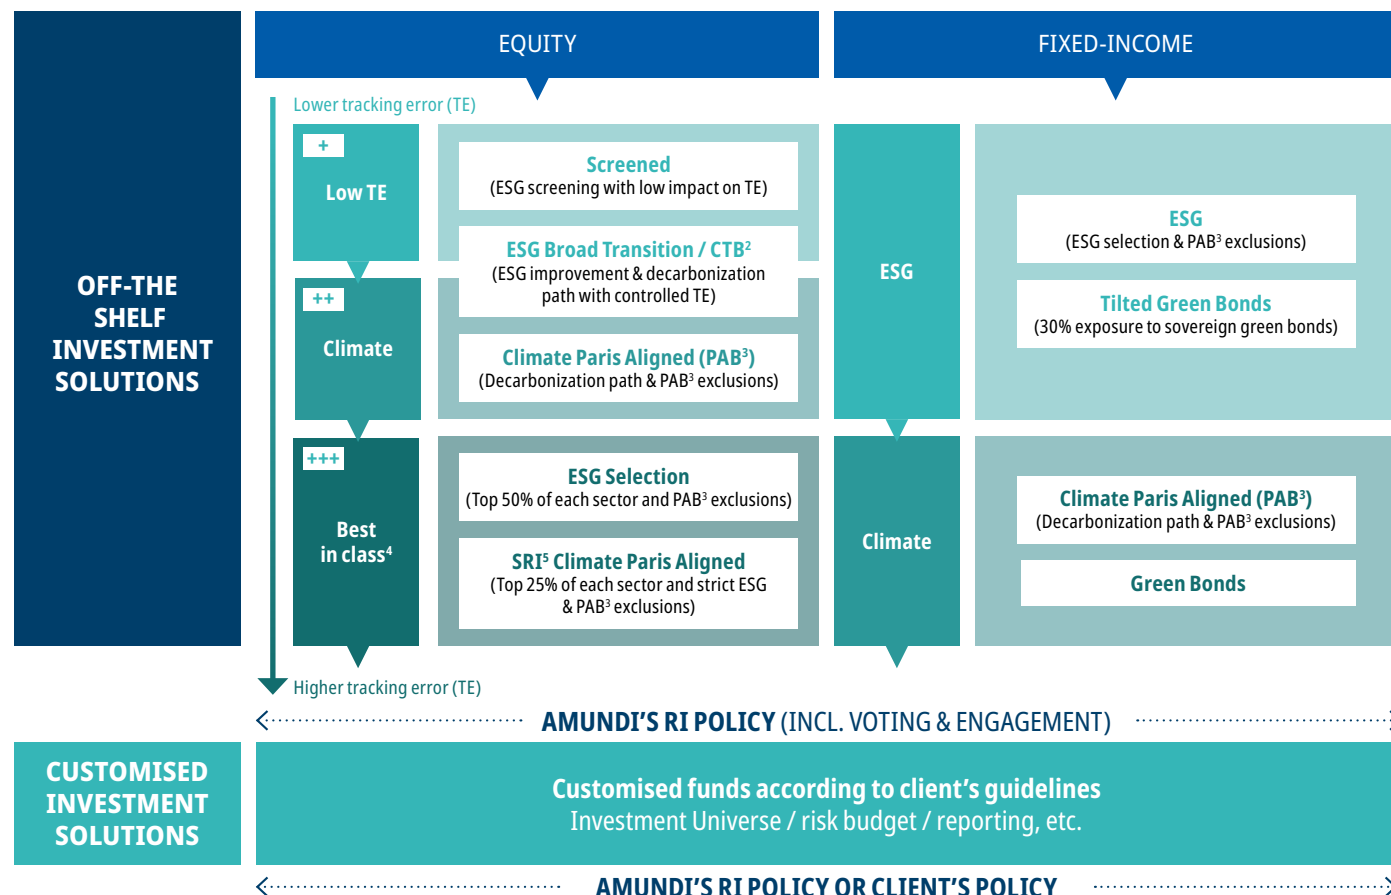 OFF-THE
SHELF
INVESTMENT
SOLUTIONS
EQUITY
Lower tracking error (TE)
+
Low TE
Screened
(ESG screening with low impact on TE)
ESG Broad Transition / CTB²
(ESG improvement & decarbonization
path with controlled TE)
++
Climate
Climate Paris Aligned (PAB³)
(Decarbonization path & PAB³ exclusions)
+++
Best
in class⁴
ESG Selection
(Top 50% of each sector and PAB³ exclusions)
SRI⁵ Climate Paris Aligned
(Top 25% of each sector and strict ESG
& PAB³ exclusions)
Higher tracking error (TE)
FIXED-INCOME
ESG
ESG
(ESG selection & PAB³ exclusions)
Tilted Green Bonds
(30% exposure to sovereign green bonds)
Climate
Climate Paris Aligned (PAB³)
(Decarbonization path & PAB³ exclusions)
Green Bonds
AMUNDI'S RI POLICY (INCL. VOTING & ENGAGEMENT)
CUSTOMISED
INVESTMENT
SOLUTIONS
Customised funds according to client's guidelines
Investment Universe / risk budget / reporting, etc.
AMUNDI'S RI POLICY OR CLIENT'S POLICY